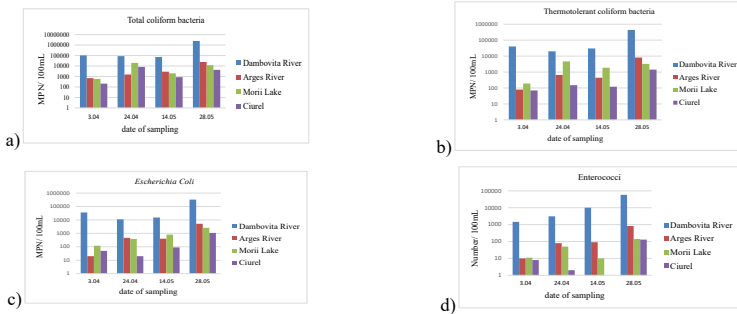 Total coliform bacteria
10000000
1000000
100000
10000
1000
100
10
1
MPN/ 100mL
3.04 24.04 14.05 28.05
date of sampling
Dambovita River
Arges River
Morii Lake
Ciurel
a)
Thermotolerant coliform bacteria
1000000
100000
10000
1000
100
10
1
MPN/ 100mL
3.04 24.04 14.05 28.05
date of sampling
Dambovita River
Arges River
Morii Lake
Ciurel
b)
Escherichia Coli
1000000
100000
10000
1000
100
10
1
MPN/ 100mL
3.04 24.04 14.05 28.05
date of sampling
Dambovita River
Arges River
Morii Lake
Ciurel
c)
Enterococci
100000
10000
1000
100
10
1
Number/ 100mL
3.04 24.04 14.05 28.05
date of sampling
Dambovita River
Arges River
Morii Lake
Ciurel
d)